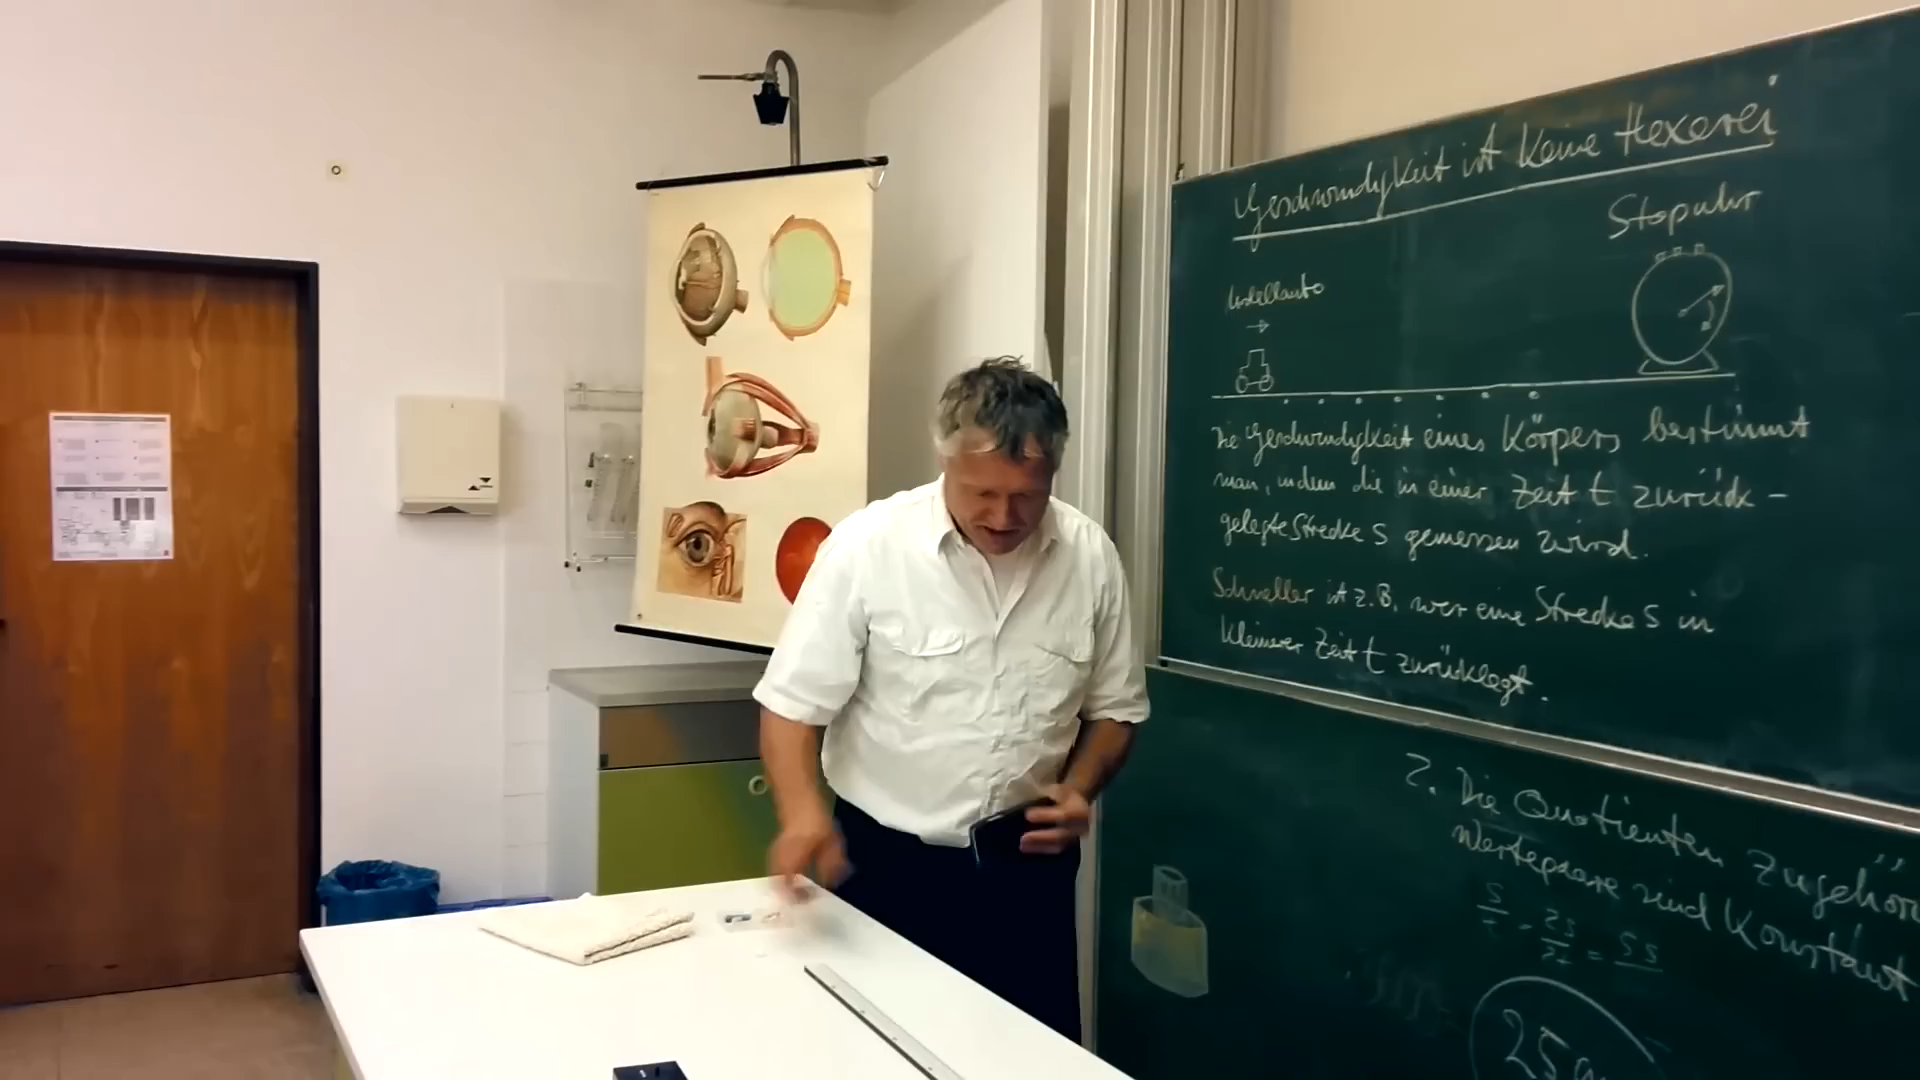 Geschwindigkeit ist keine Hexerei
Stopuhr
Modellauto
Die Geschwindigkeit eines Körpers bestimmt
man, indem die in einer Zeit t zurück-
gelegte Strecke s gemessen wird.
Schneller ist z.B. wer eine Strecke s in
kleinerer Zeit t zurücklegt.
2. Die Quotienten zugehör
Wertepaare sind konstant